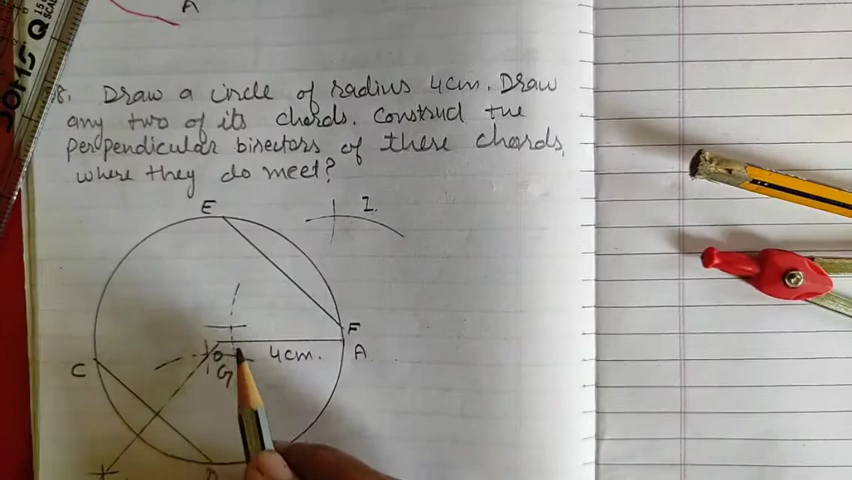 A
8. Draw a circle of radius 4cm. Draw
any two of its chords. Construct the
perpendicular bisectors of these chords,
where they do meet?
E
I.
F
4cm.
A
O
G
C